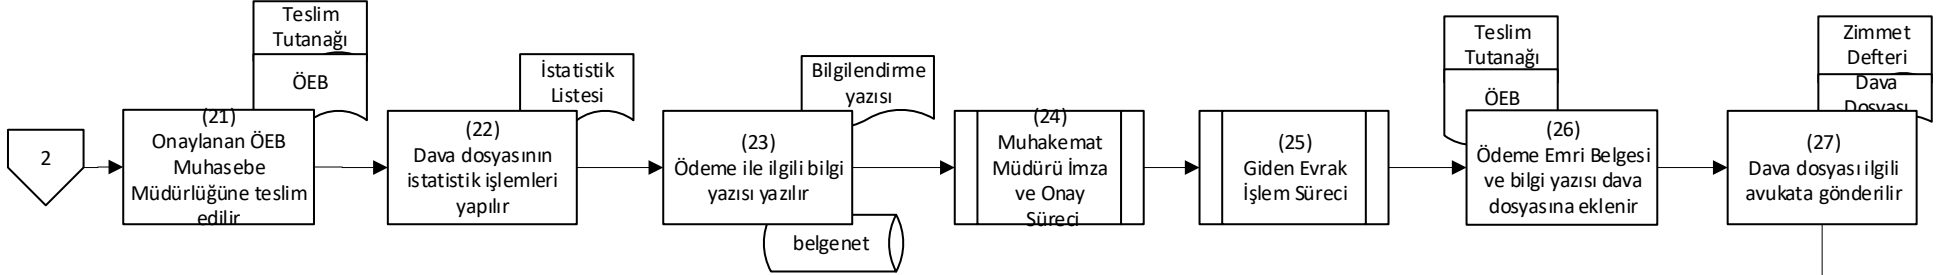 2
Teslim
Tutanağı
ÖEB
(21)
Onaylanan ÖEB
Muhasebe
Müdürlüğüne teslim
edilir
İstatistik
Listesi
(22)
Dava dosyasının
istatistik işlemleri
yapılır
Bilgilendirme
yazısı
(23)
Ödeme ile ilgili bilgi
yazısı yazılır
belgenet
(24)
Muhakemat
Müdürü İmza
ve Onay
Süreci
(25)
Giden Evrak
İşlem Süreci
Teslim
Tutanağı
ÖEB
(26)
Ödeme Emri Belgesi
ve bilgi yazısı dava
dosyasına eklenir
Zimmet
Defteri
Dava
Dosyası
(27)
Dava dosyası ilgili
avukata gönderilir